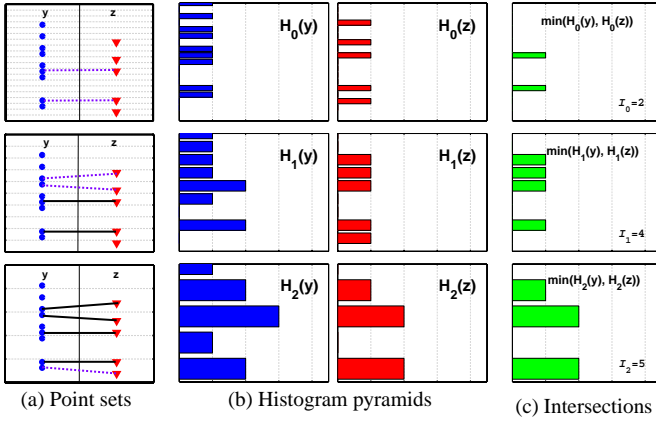 y z
H0(y)
H0(z)
min(H0(y), H0(z))
I0=2
y z
H1(y)
H1(z)
min(H1(y), H1(z))
I1=4
y z
H2(y)
H2(z)
min(H2(y), H2(z))
I2=5
(a) Point sets
(b) Histogram pyramids
(c) Intersections